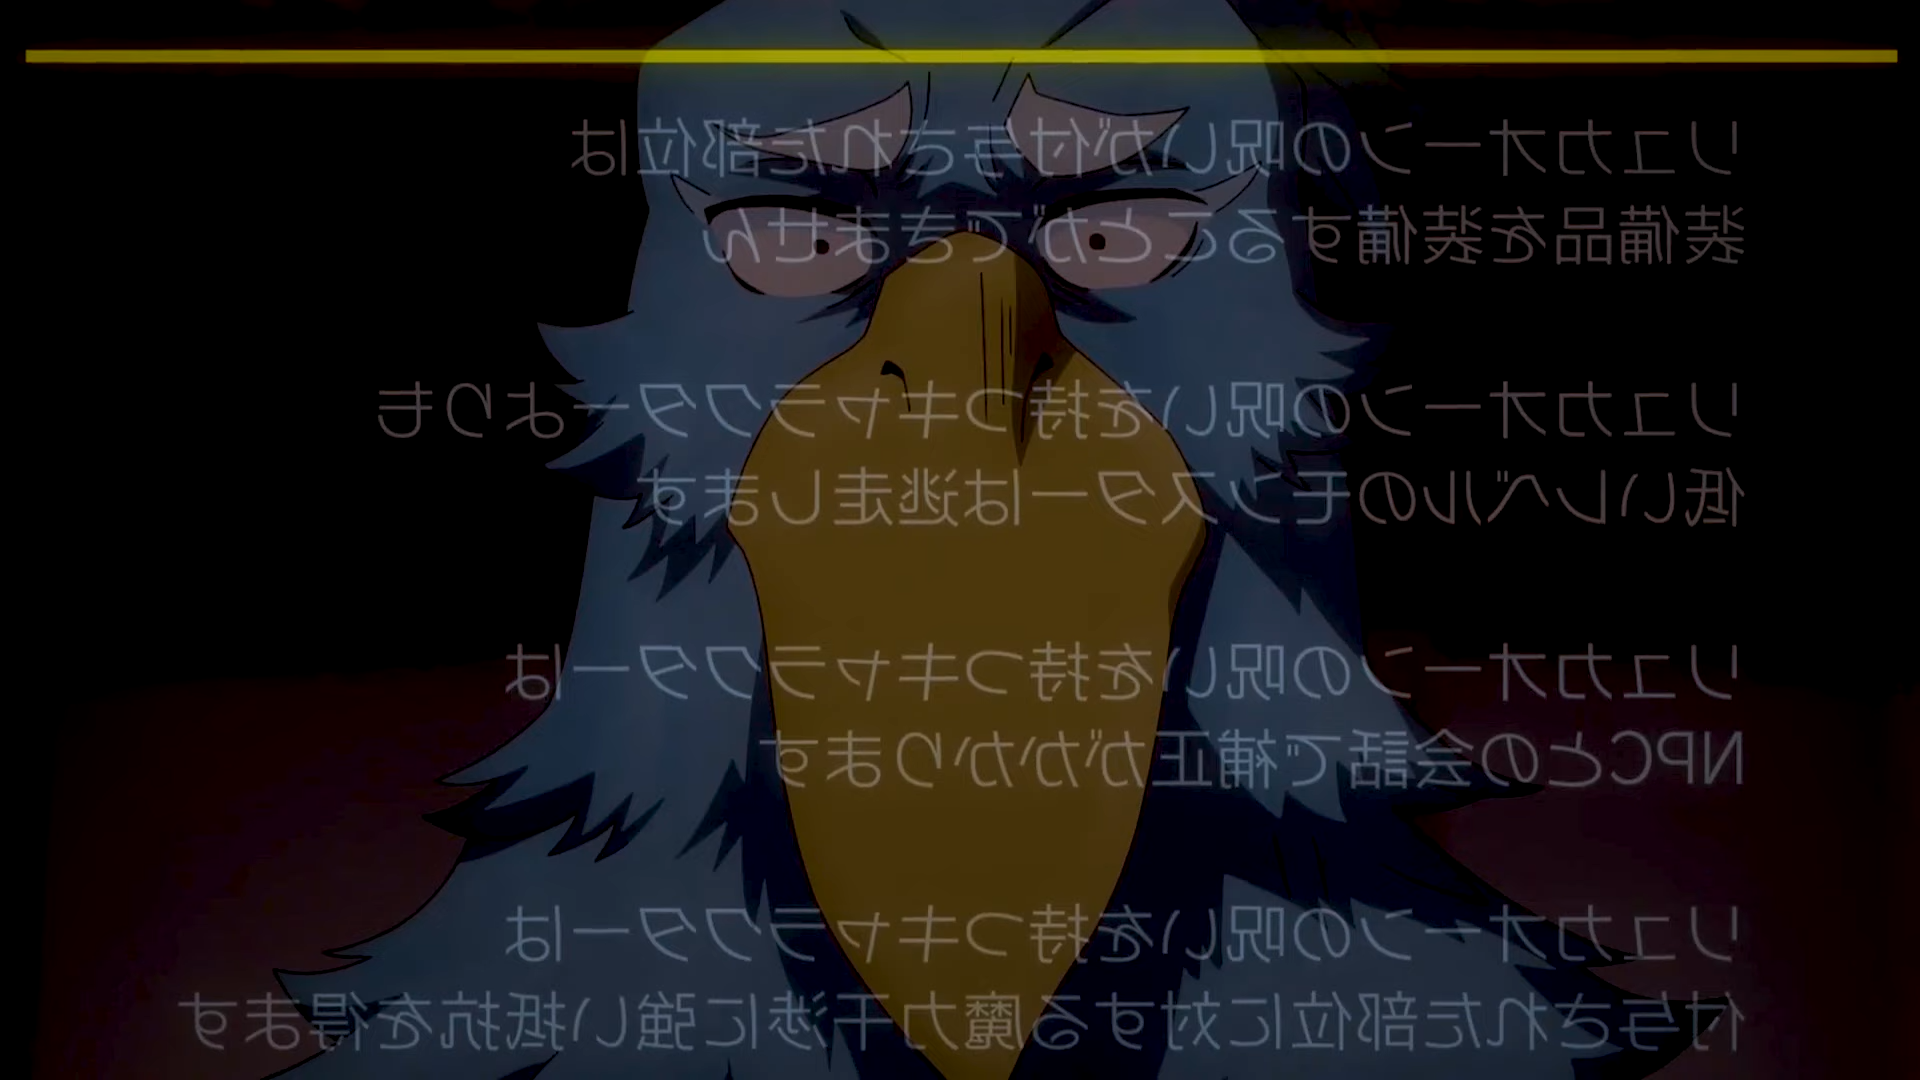 リュカオーンの呪いが付与された部位は
装備品を装備することができません
リュカオーンの呪いを持つキャラクターよりも
低いレベルのモンスターは逃走します
リュカオーンの呪いを持つキャラクターは
NPCとの会話で補正がかかります
リュカオーンの呪いを持つキャラクターは
付与された部位に対する魔力干渉に強い抵抗を得ます